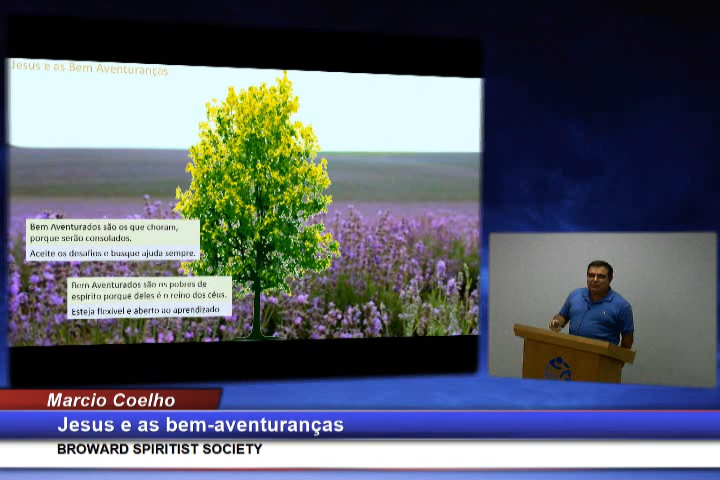 Jesus e as Bem Aventuranças
Bem Aventurados são os que choram,
porque serão consolados.
Aceite os desafios e busque ajuda sempre.
Bem Aventurados são os pobres de
espírito porque deles é o reino dos céus.
Esteja flexível e aberto ao aprendizado
Marcio Coelho
Jesus e as bem-aventuranças
BROWARD SPIRITIST SOCIETY